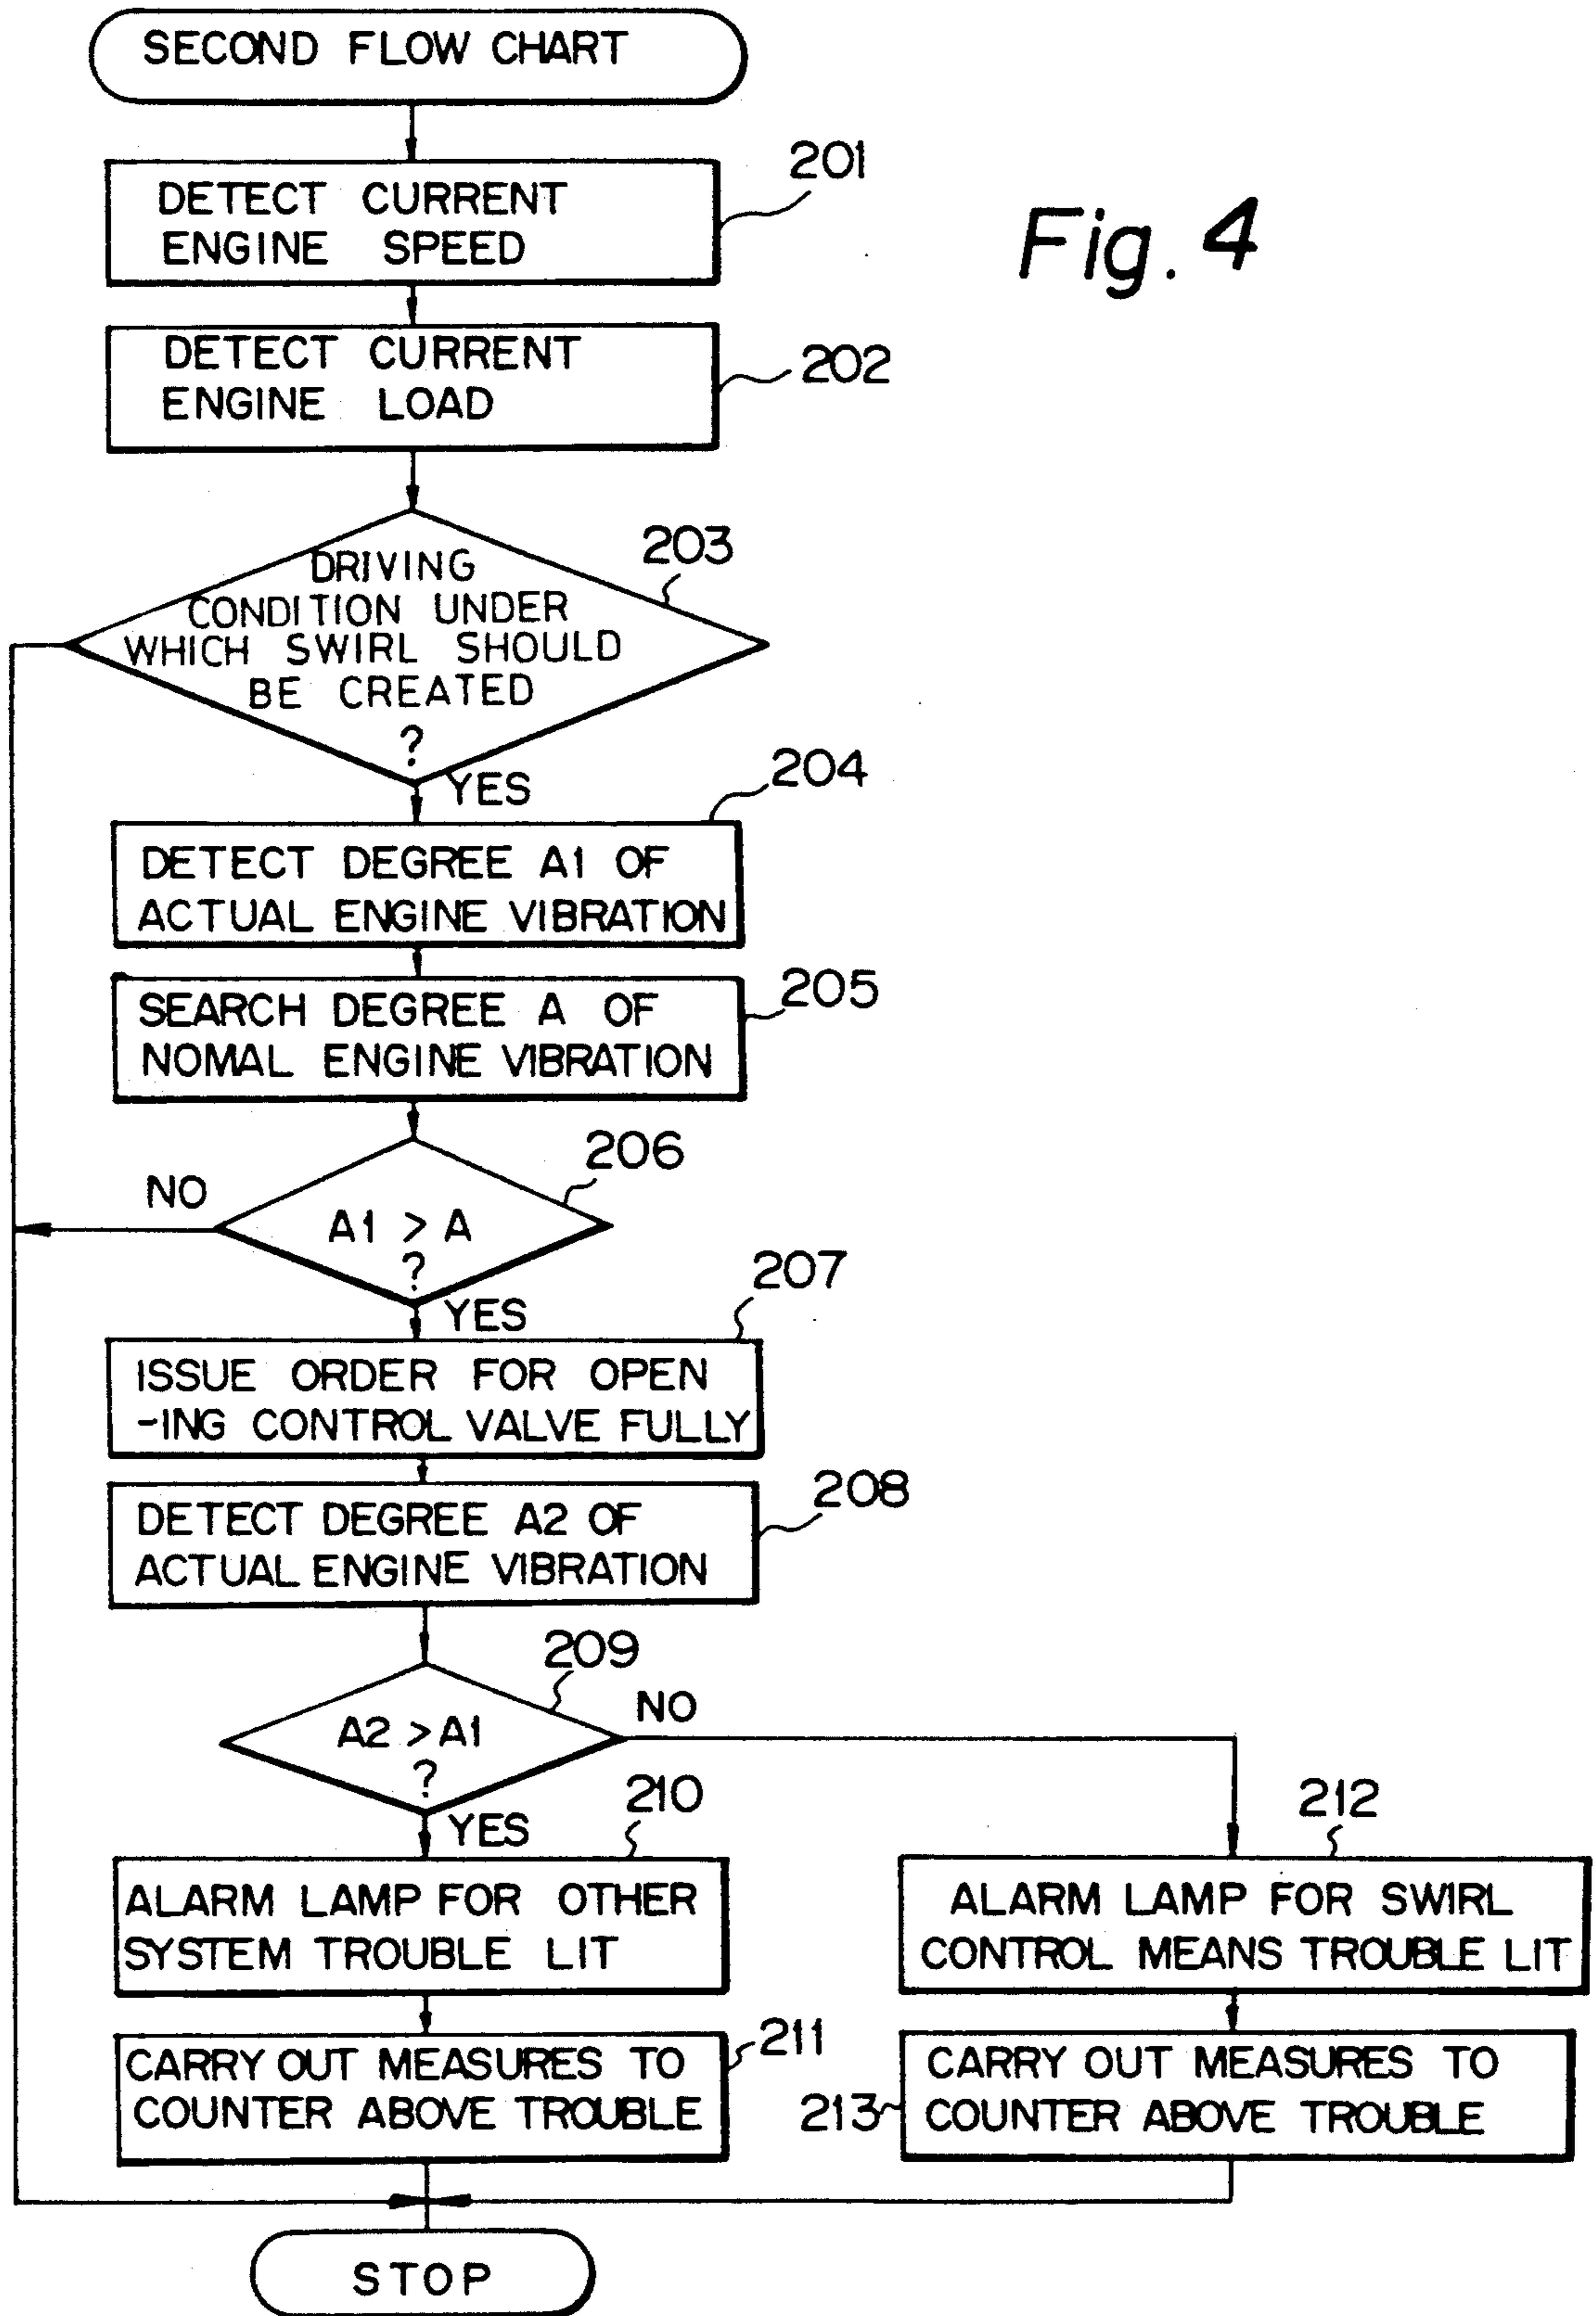 SECOND FLOW CHART
201
DETECT CURRENT
ENGINE SPEED
Fig. 4
202
DETECT CURRENT
ENGINE LOAD
203
DRIVING
CONDITION UNDER
WHICH SWIRL SHOULD
BE CREATED
?
YES
204
DETECT DEGREE A1 OF
ACTUAL ENGINE VIBRATION
205
SEARCH DEGREE A OF
NOMAL ENGINE VIBRATION
206
NO
A1 > A
?
YES
207
ISSUE ORDER FOR OPEN
-ING CONTROL VALVE FULLY
208
DETECT DEGREE A2 OF
ACTUAL ENGINE VIBRATION
209
NO
A2 > A1
?
YES
210
212
ALARM LAMP FOR OTHER
SYSTEM TROUBLE LIT
ALARM LAMP FOR SWIRL
CONTROL MEANS TROUBLE LIT
211
CARRY OUT MEASURES TO
COUNTER ABOVE TROUBLE
213
CARRY OUT MEASURES TO
COUNTER ABOVE TROUBLE
STOP